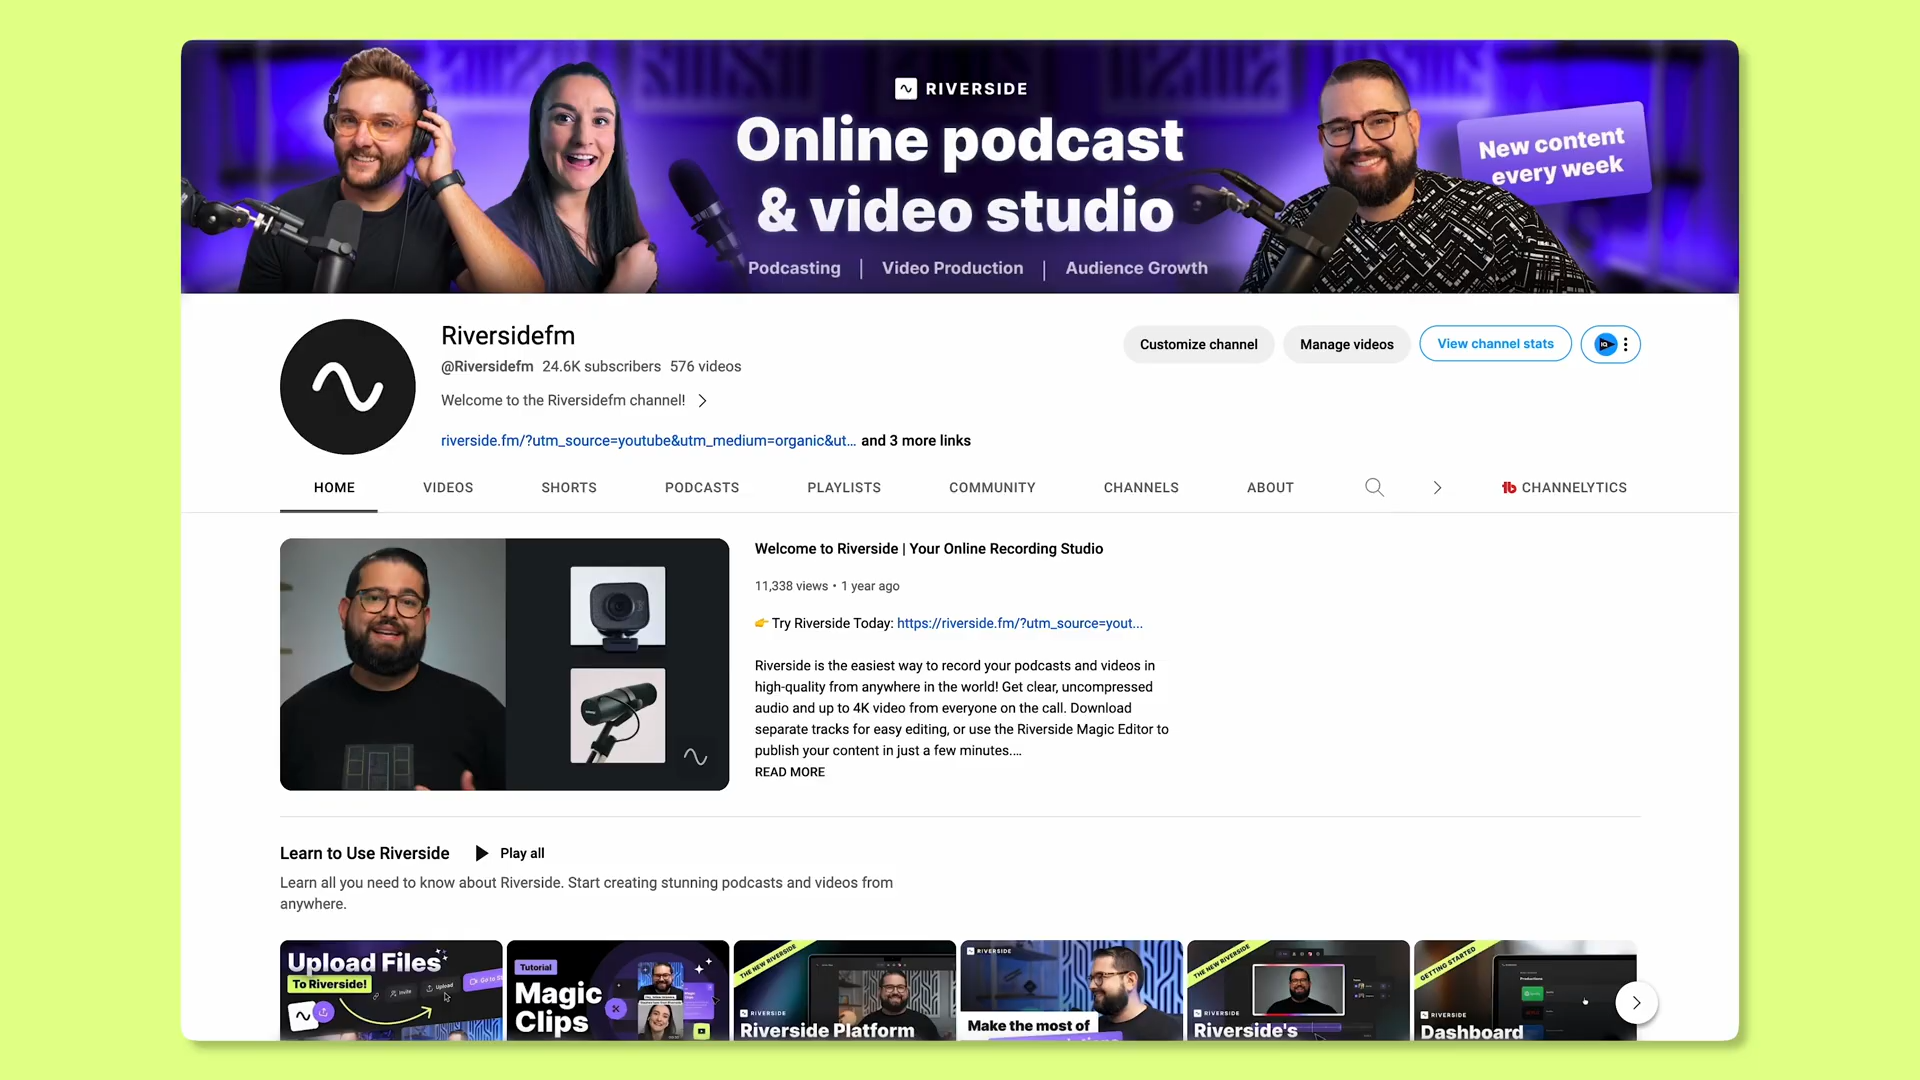 RIVERSIDE
Online podcast
& video studio
Podcasting | Video Production | Audience Growth
New content
every week
Riversidefm
@Riversidefm 24.6K subscribers 576 videos
Welcome to the Riversidefm channel!
riverside.fm/?utm_source=youtube&utm_medium=organic&ut... and 3 more links
Customize channel
Manage videos
View channel stats
HOME
VIDEOS
SHORTS
PODCASTS
PLAYLISTS
COMMUNITY
CHANNELS
ABOUT
CHANNELYTICS
Welcome to Riverside | Your Online Recording Studio
11,338 views • 1 year ago
👉 Try Riverside Today: https://riverside.fm/?utm_source=yout...
Riverside is the easiest way to record your podcasts and videos in
high-quality from anywhere in the world! Get clear, uncompressed
audio and up to 4K video from everyone on the call. Download
separate tracks for easy editing, or use the Riverside Magic Editor to
publish your content in just a few minutes....
READ MORE
Learn to Use Riverside
Play all
Learn all you need to know about Riverside. Start creating stunning podcasts and videos from
anywhere.
Upload Files
To Riverside!
Invite
Upload
Tutorial
Magic
Clips
THE NEW RIVERSIDE
RIVERSIDE
Riverside Platform
RIVERSIDE
Make the most of
THE NEW RIVERSIDE
RIVERSIDE
Riverside's
GETTING STARTED
RIVERSIDE
Dashboard